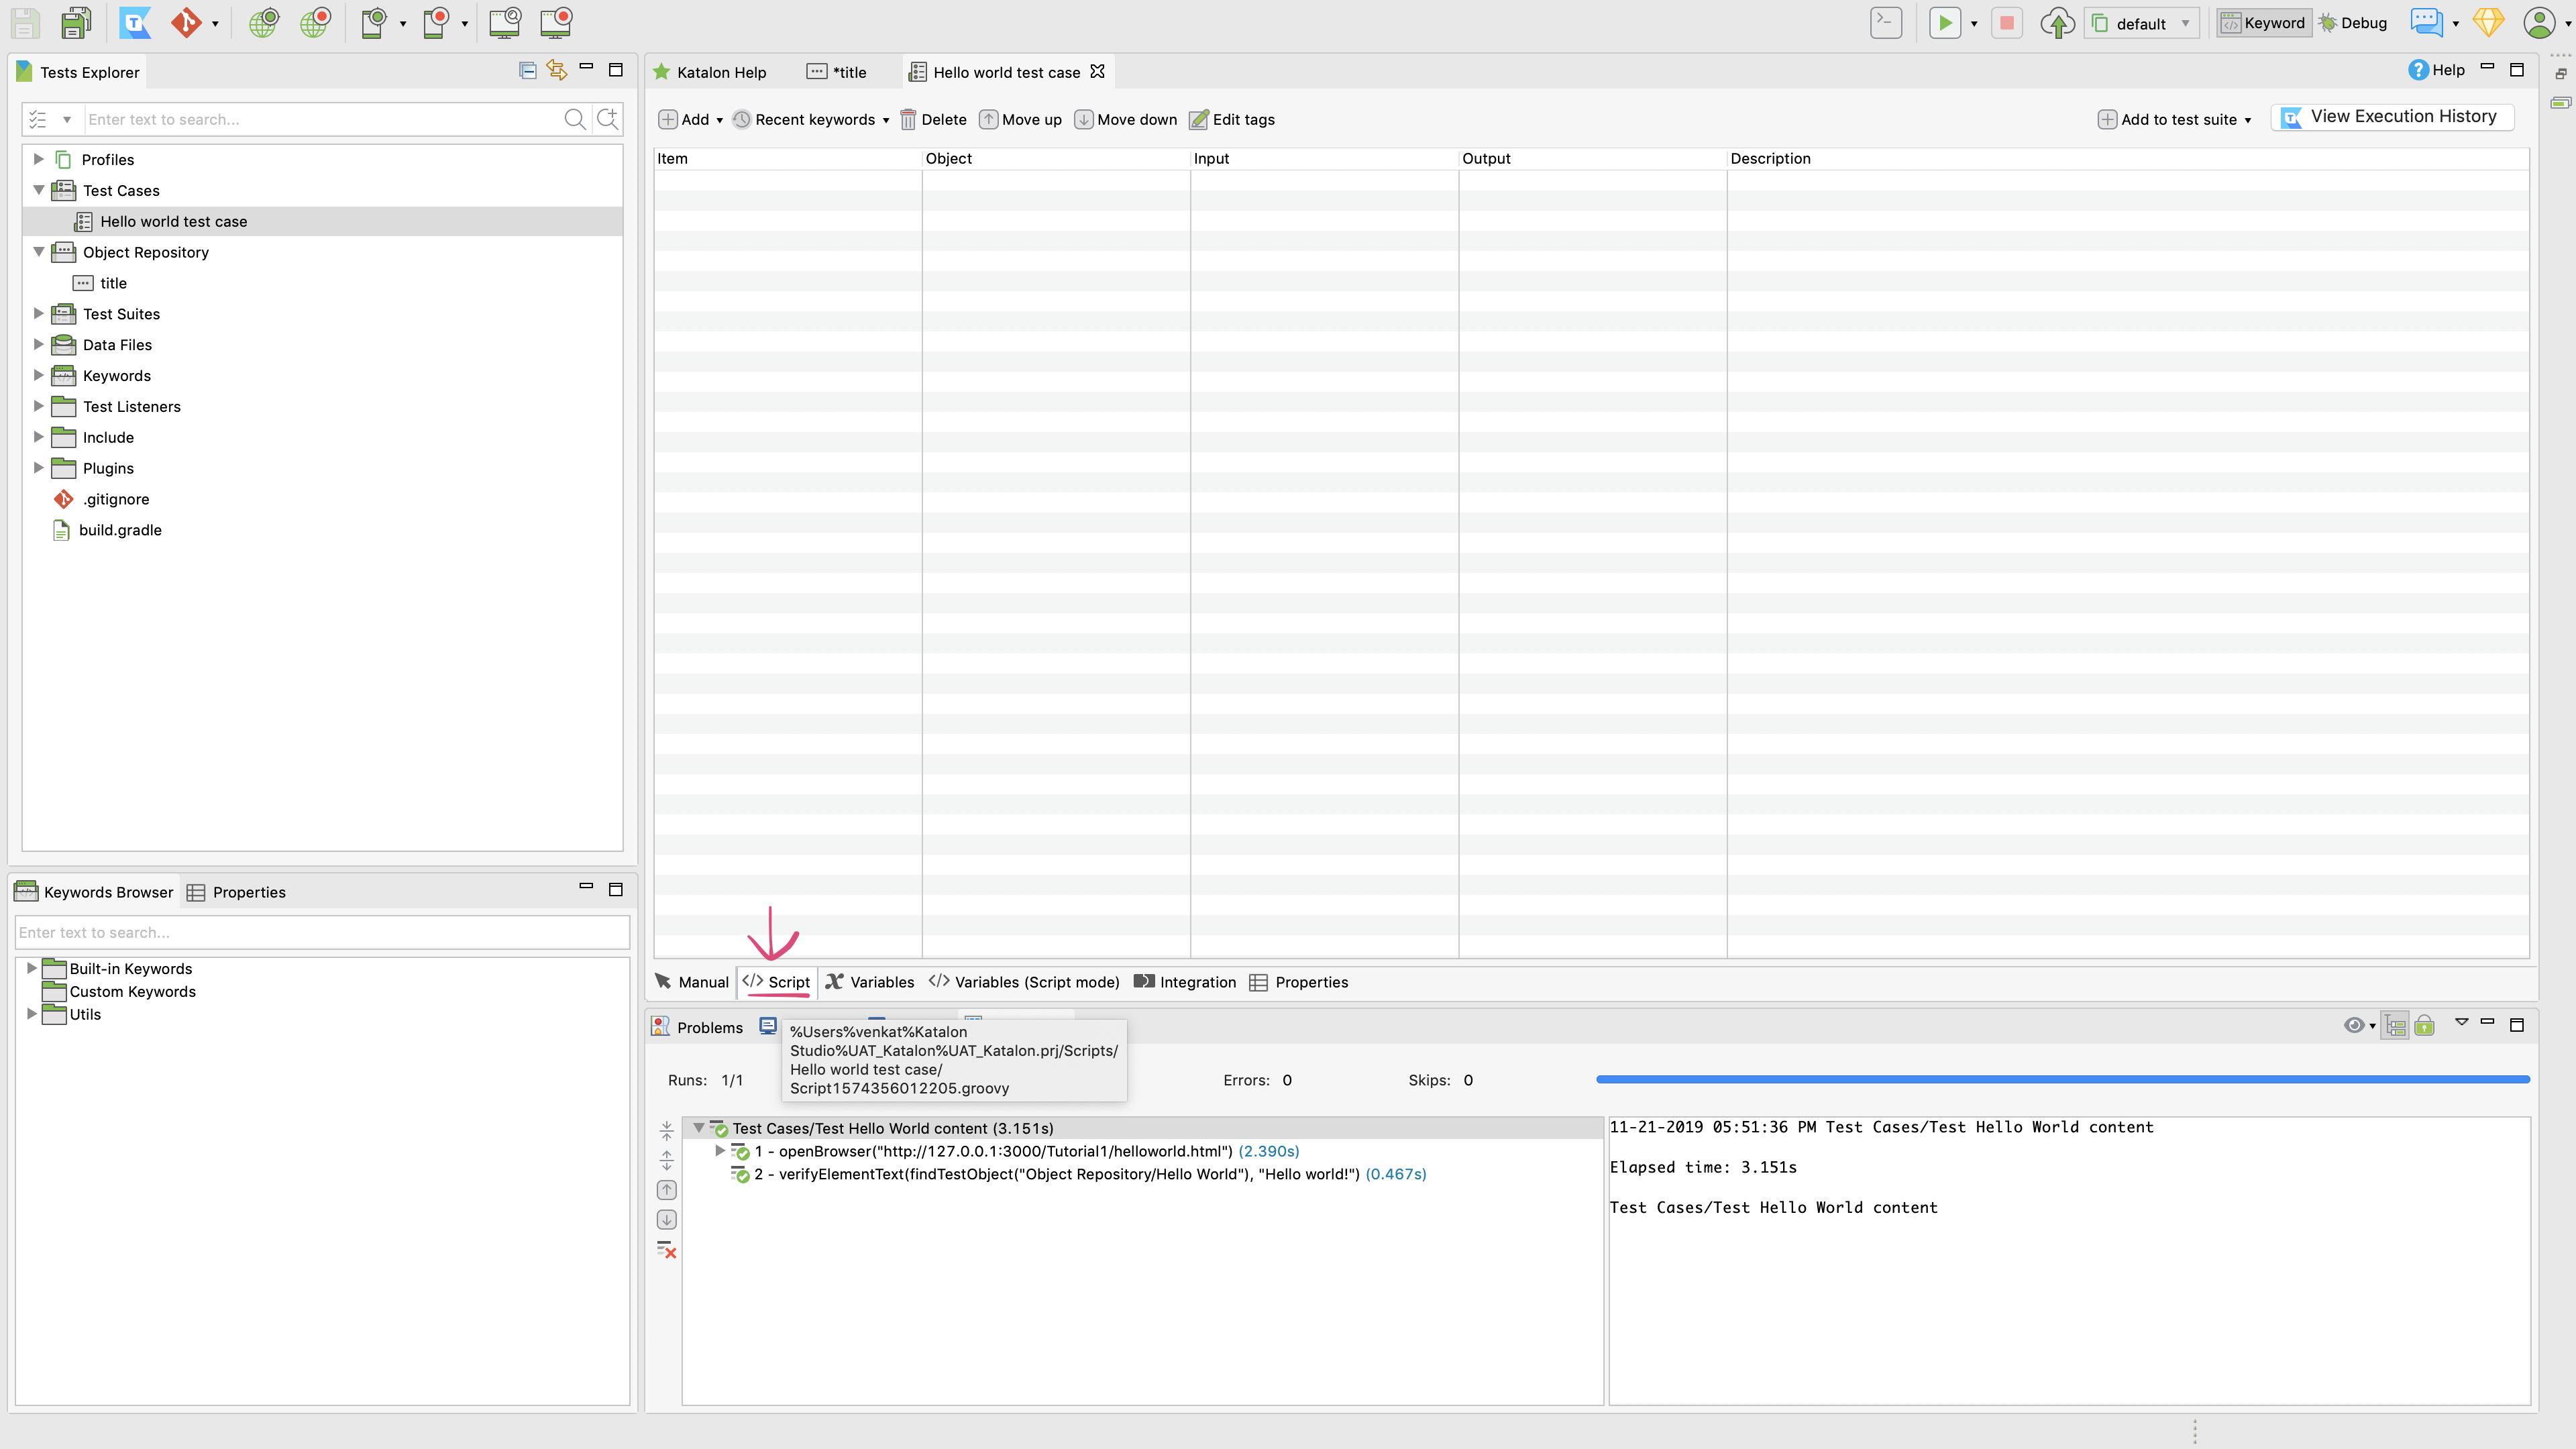 default
Keyword
Debug
Tests Explorer
Enter text to search...
Profiles
Test Cases
Hello world test case
Object Repository
title
Test Suites
Data Files
Keywords
Test Listeners
Include
Plugins
.gitignore
build.gradle
Keywords Browser
Properties
Enter text to search...
Built-in Keywords
Custom Keywords
Utils
Katalon Help
*title
Hello world test case
Help
Add
Recent keywords
Delete
Move up
Move down
Edit tags
Add to test suite
View Execution History
Item
Object
Input
Output
Description
Manual
</> Script
Variables
</> Variables (Script mode)
Integration
Properties
Problems
%Users%venkat%Katalon
Studio%UAT_Katalon%UAT_Katalon.prj/Scripts/
Hello world test case/
Script1574356012205.groovy
Runs: 1/1
Errors: 0
Skips: 0
Test Cases/Test Hello World content (3.151s)
1 - openBrowser("http://127.0.0.1:3000/Tutorial1/helloworld.html") (2.390s)
2 - verifyElementText(findTestObject("Object Repository/Hello World"), "Hello world!") (0.467s)
11-21-2019 05:51:36 PM Test Cases/Test Hello World content
Elapsed time: 3.151s
Test Cases/Test Hello World content